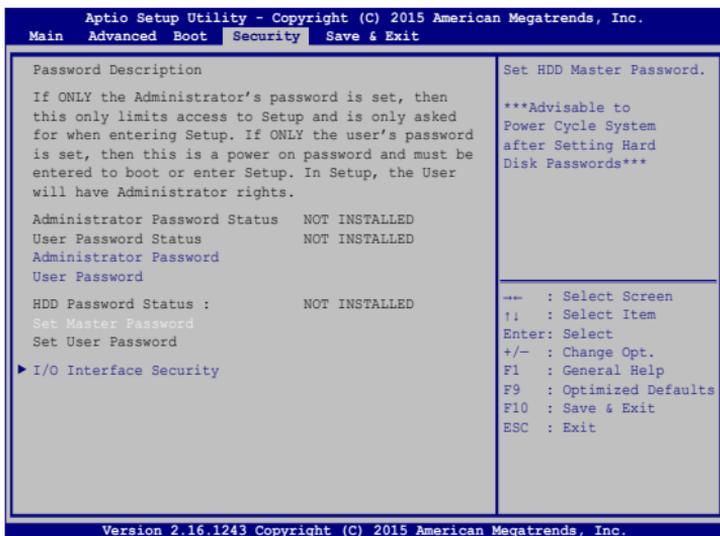 Aptio Setup Utility - Copyright (C) 2015 American Megatrends, Inc.
Main Advanced Boot Security Save & Exit
Password Description
If ONLY the Administrator's password is set, then
this only limits access to Setup and is only asked
for when entering Setup. If ONLY the user's password
is set, then this is a power on password and must be
entered to boot or enter Setup. In Setup, the User
will have Administrator rights.
Administrator Password Status NOT INSTALLED
User Password Status NOT INSTALLED
Administrator Password
User Password
HDD Password Status : NOT INSTALLED
Set Master Password
Set User Password
▶ I/O Interface Security
Set HDD Master Password.
***Advisable to
Power Cycle System
after Setting Hard
Disk Passwords***
→← : Select Screen
↑↓ : Select Item
Enter: Select
+/— : Change Opt.
F1 : General Help
F9 : Optimized Defaults
F10 : Save & Exit
ESC : Exit
Version 2.16.1243 Copyright (C) 2015 American Megatrends, Inc.